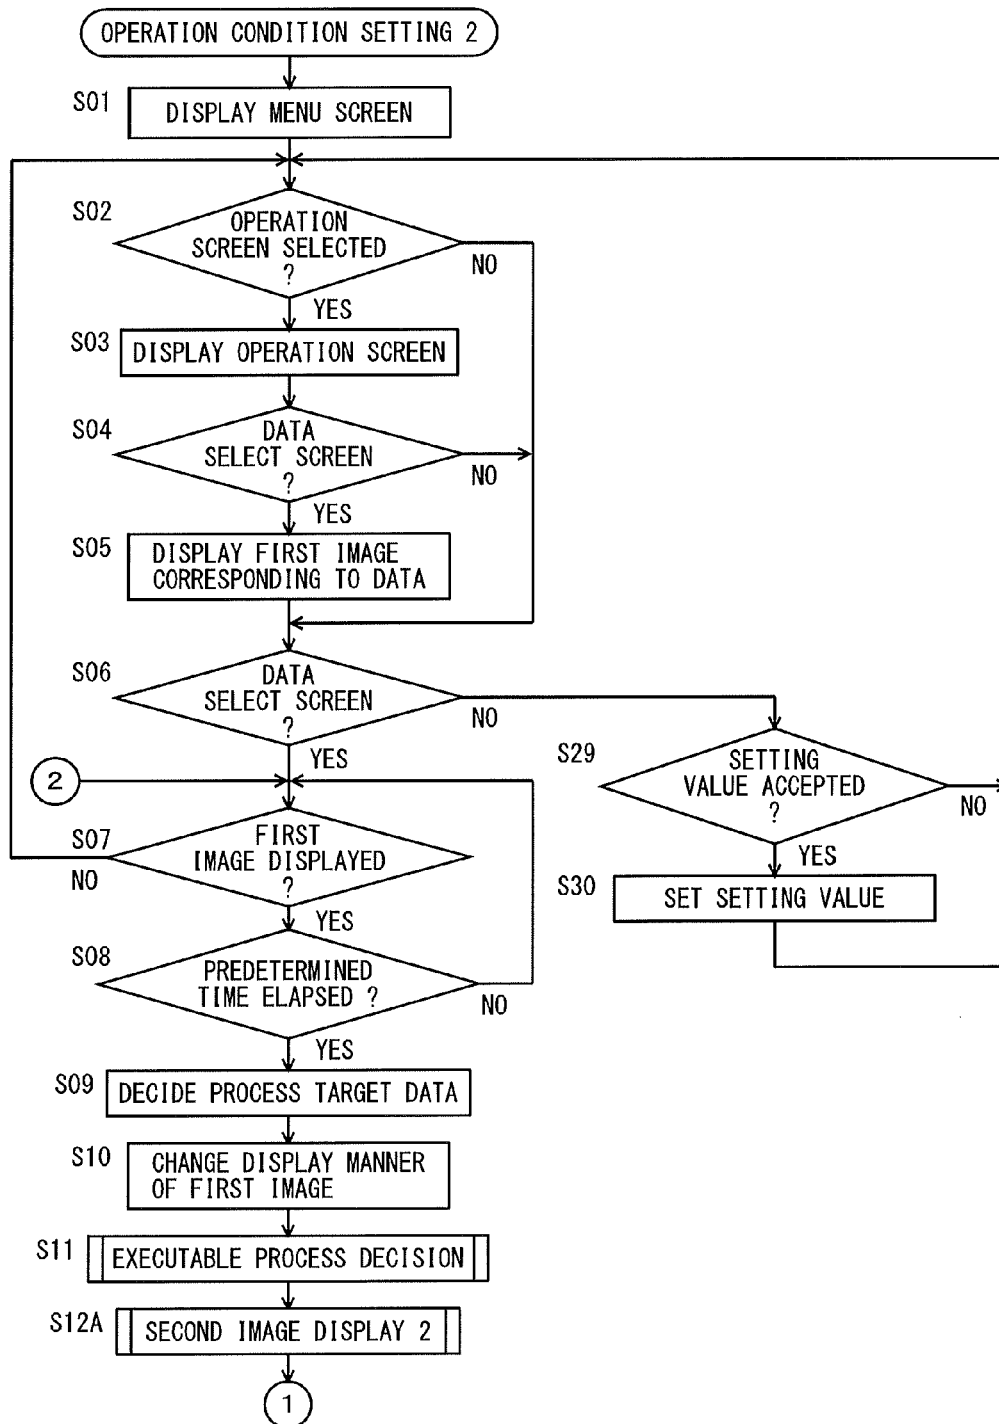 OPERATION CONDITION SETTING 2
S01
DISPLAY MENU SCREEN
S02
OPERATION
SCREEN SELECTED
?
NO
YES
S03
DISPLAY OPERATION SCREEN
S04
DATA
SELECT SCREEN
?
NO
YES
S05
DISPLAY FIRST IMAGE
CORRESPONDING TO DATA
S06
DATA
SELECT SCREEN
?
NO
YES
S29
SETTING
VALUE ACCEPTED
?
NO
YES
S30
SET SETTING VALUE
2
S07
FIRST
IMAGE DISPLAYED
?
NO
YES
S08
PREDETERMINED
TIME ELAPSED ?
NO
YES
S09
DECIDE PROCESS TARGET DATA
S10
CHANGE DISPLAY MANNER
OF FIRST IMAGE
S11
EXECUTABLE PROCESS DECISION
S12A
SECOND IMAGE DISPLAY 2
1